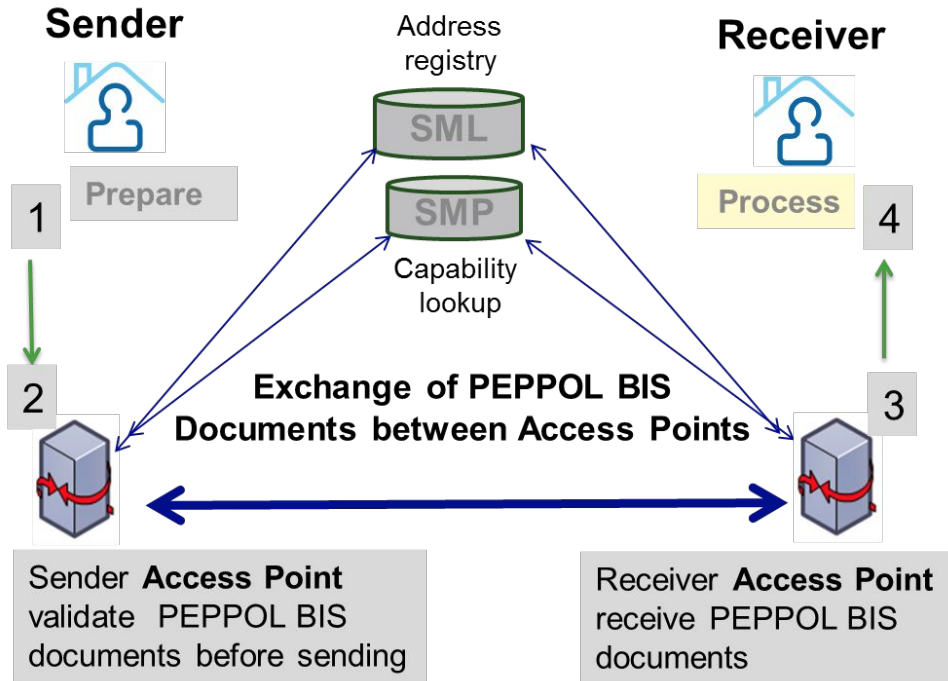 Sender
Address
registry
Receiver
SML
Prepare
SMP
Process
1
4
Capability
lookup
2
Exchange of PEPPOL BIS
Documents between Access Points
3
Sender Access Point
validate PEPPOL BIS
documents before sending
Receiver Access Point
receive PEPPOL BIS
documents